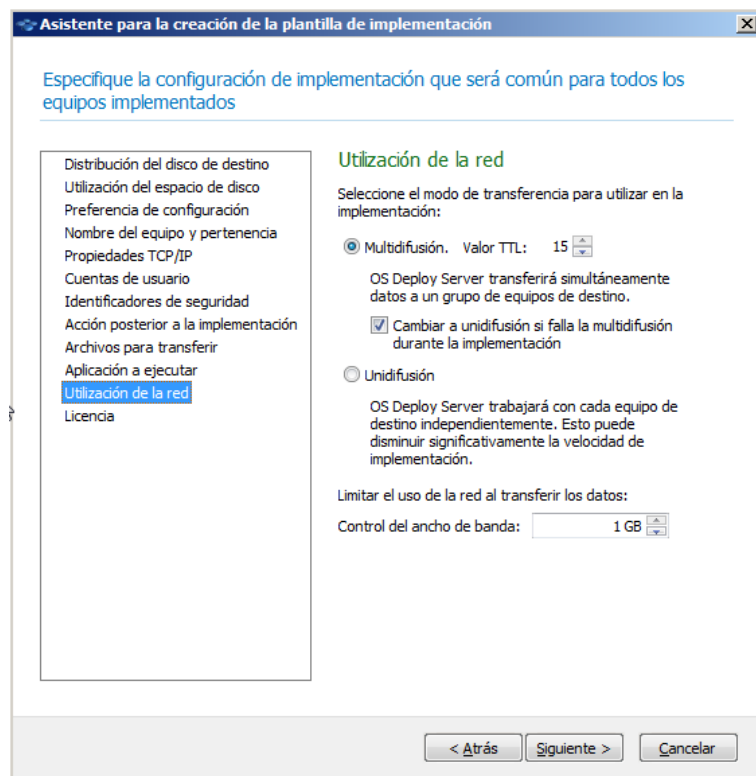 Asistente para la creación de la plantilla de implementación
Especifique la configuración de implementación que será común para todos los
equipos implementados
Distribución del disco de destino
Utilización del espacio de disco
Preferencia de configuración
Nombre del equipo y pertenencia
Propiedades TCP/IP
Cuentas de usuario
Identificadores de seguridad
Acción posterior a la implementación
Archivos para transferir
Aplicación a ejecutar
Utilización de la red
Licencia
Utilización de la red
Seleccione el modo de transferencia para utilizar en la
implementación:
Multidifusión. Valor TTL: 15
OS Deploy Server transferirá simultáneamente
datos a un grupo de equipos de destino.
Cambiar a unidifusión si falla la multidifusión
durante la implementación
Unidifusión
OS Deploy Server trabajará con cada equipo de
destino independientemente. Esto puede
disminuir significativamente la velocidad de
implementación.
Limitar el uso de la red al transferir los datos:
Control del ancho de banda: 1 GB
< Atrás Siguiente > Cancelar